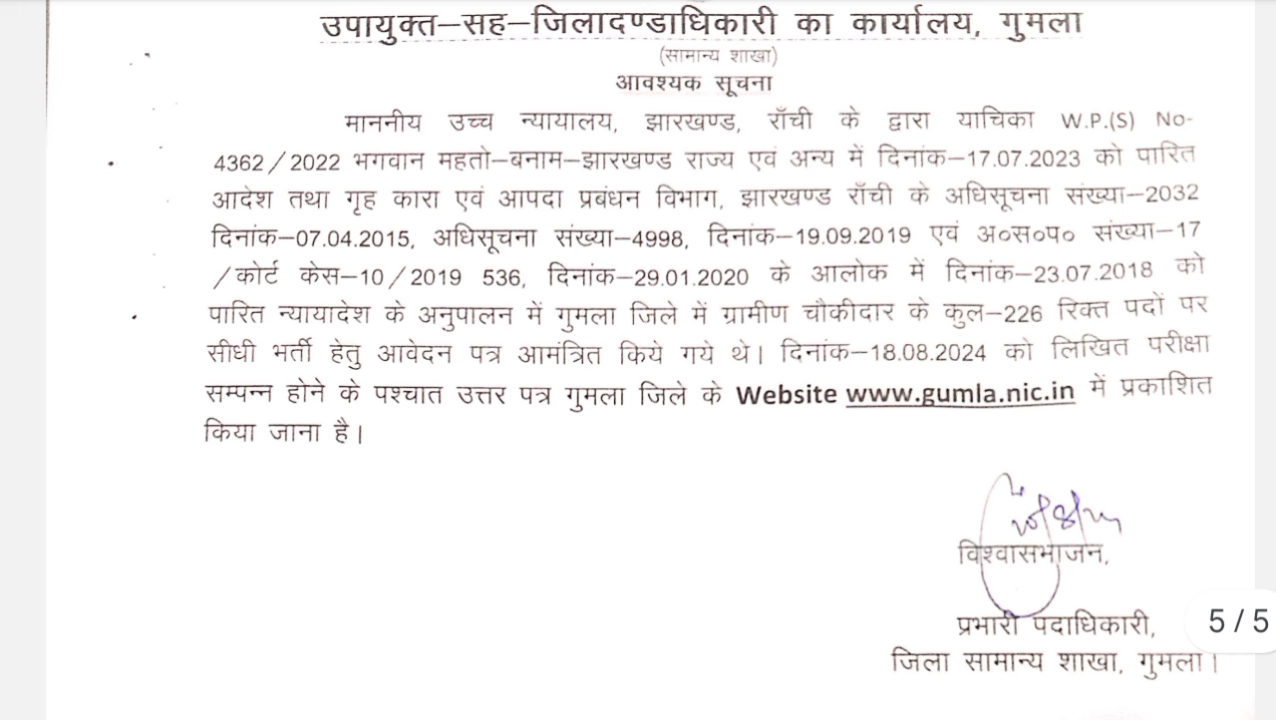 उपायुक्त–सह–जिलादण्डाधिकारी का कार्यालय, गुमला
(सामान्य शाखा)
आवश्यक सूचना
माननीय उच्च न्यायालय, झारखण्ड, राँची के द्वारा याचिका W.P.(S) No-
4362/2022 भगवान महतो–बनाम–झारखण्ड राज्य एवं अन्य में दिनांक–17.07.2023 को पारित
आदेश तथा गृह कारा एवं आपदा प्रबंधन विभाग, झारखण्ड राँची के अधिसूचना संख्या–2032
दिनांक–07.04.2015, अधिसूचना संख्या–4998, दिनांक–19.09.2019 एवं अ०स०प० संख्या–17
/कोर्ट केस–10/2019 536, दिनांक–29.01.2020 के आलोक में दिनांक–23.07.2018 को
पारित न्यायादेश के अनुपालन में गुमला जिले में ग्रामीण चौकीदार के कुल–226 रिक्त पदों पर
सीधी भर्ती हेतु आवेदन पत्र आमंत्रित किये गये थे। दिनांक–18.08.2024 को लिखित परीक्षा
सम्पन्न होने के पश्चात उत्तर पत्र गुमला जिले के Website www.gumla.nic.in में प्रकाशित
किया जाना है।
विश्वासभाजन,
प्रभारी पदाधिकारी,
5/5
जिला सामान्य शाखा, गुमला।